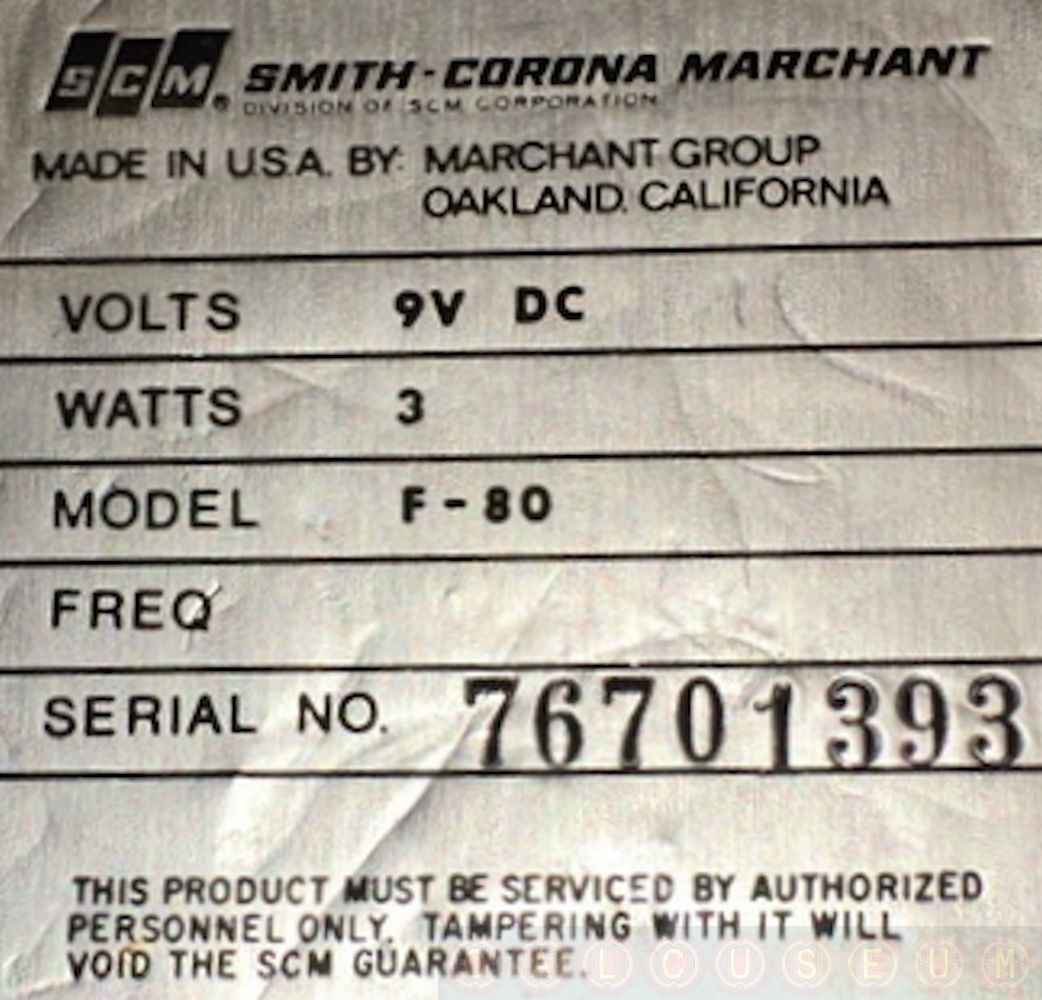 SCM® SMITH-CORONA MARCHANT
DIVISION OF SCM CORPORATION
MADE IN U.S.A. BY: MARCHANT GROUP
OAKLAND, CALIFORNIA
VOLTS 9V DC
WATTS 3
MODEL F-80
FREQ
SERIAL NO. 76701393
THIS PRODUCT MUST BE SERVICED BY AUTHORIZED
PERSONNEL ONLY. TAMPERING WITH IT WILL
VOID THE SCM GUARANTEE.